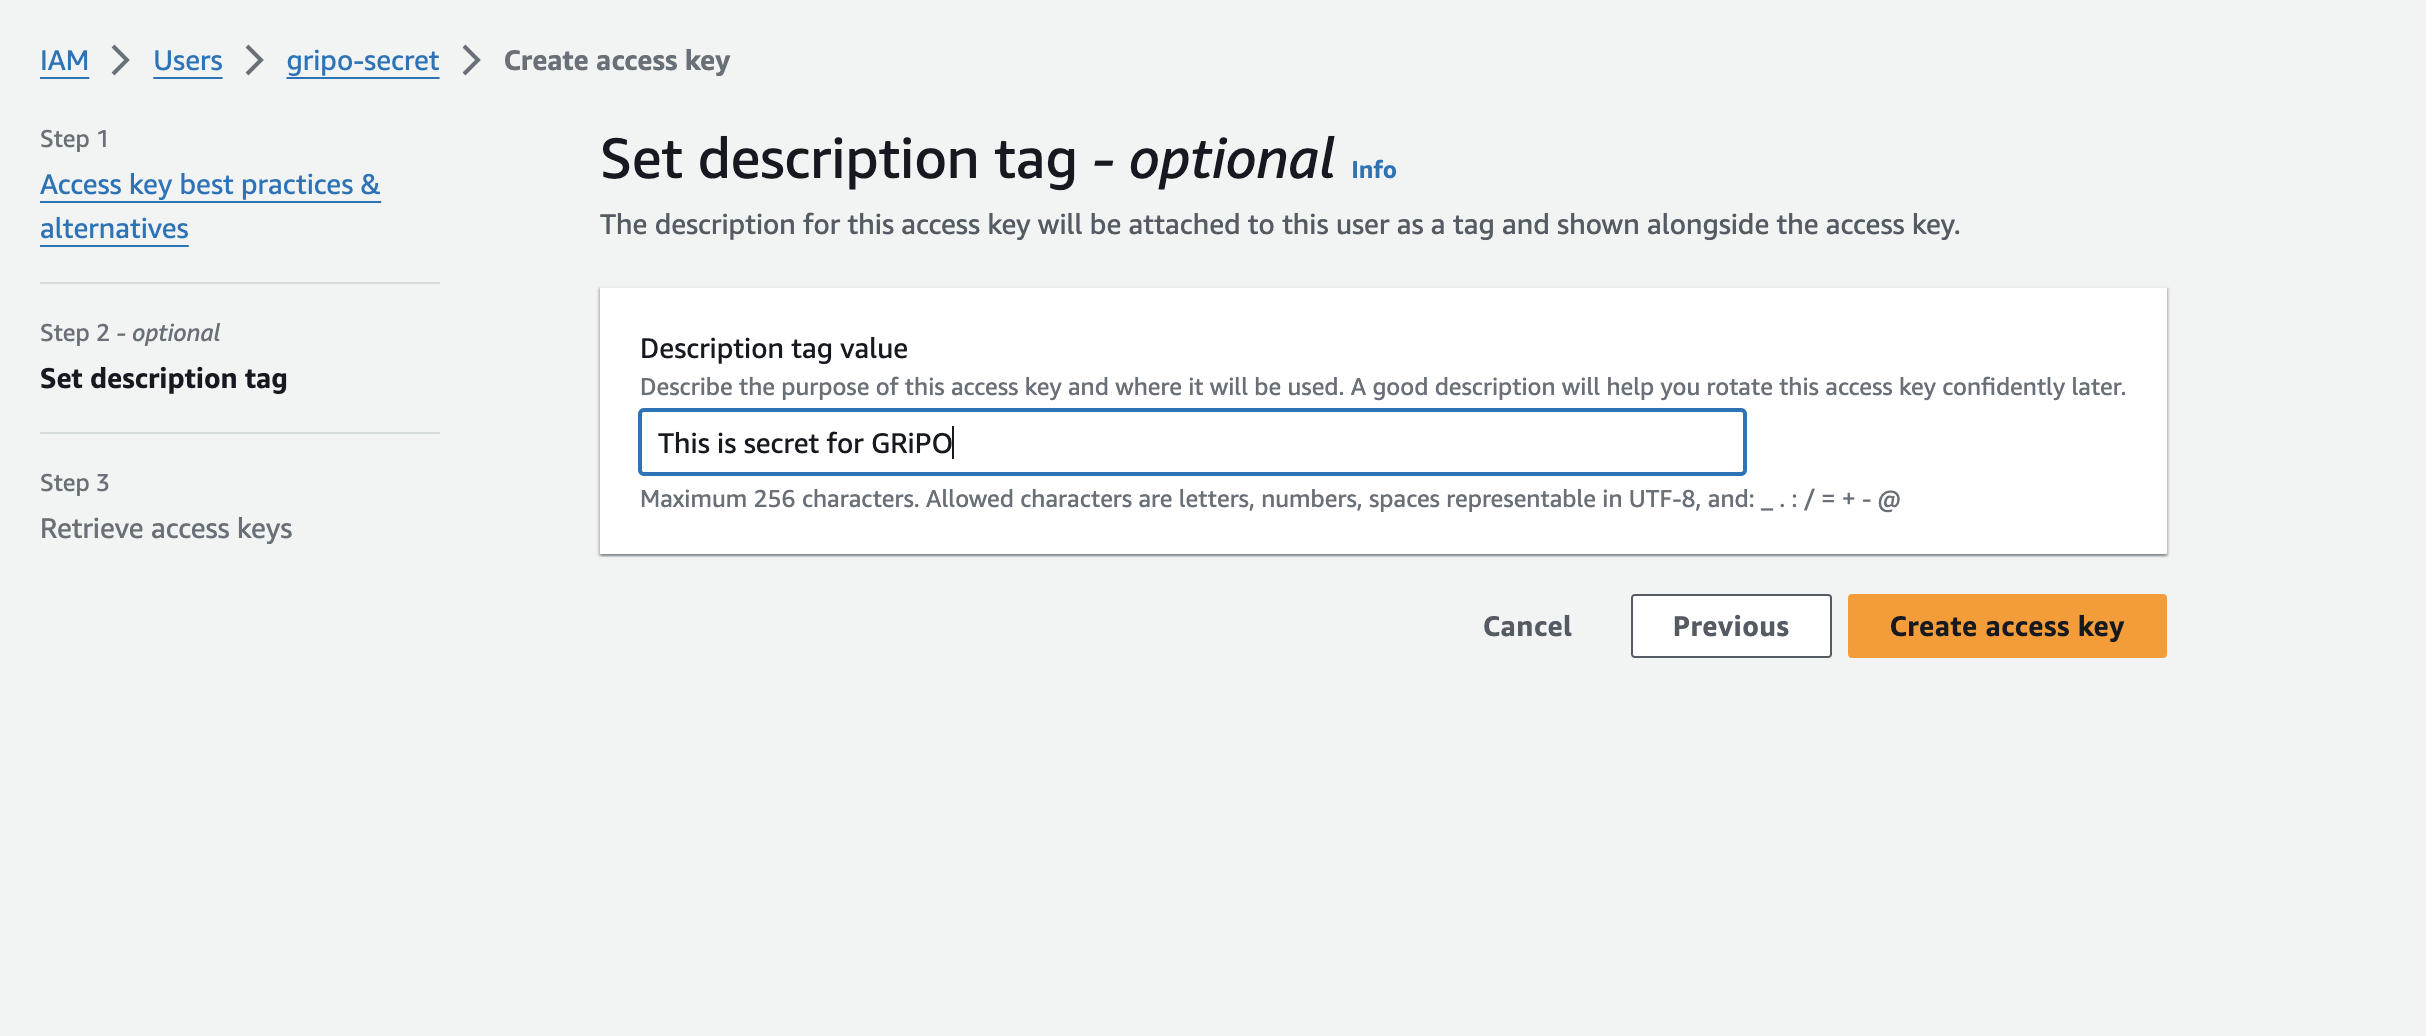 IAM > Users > gripo-secret > Create access key
Step 1
Access key best practices &
alternatives
Step 2 - optional
Set description tag
Step 3
Retrieve access keys
Set description tag - optional Info
The description for this access key will be attached to this user as a tag and shown alongside the access key.
Description tag value
Describe the purpose of this access key and where it will be used. A good description will help you rotate this access key confidently later.
This is secret for GRiPO
Maximum 256 characters. Allowed characters are letters, numbers, spaces representable in UTF-8, and: _ . : / = + - @
Cancel Previous Create access key